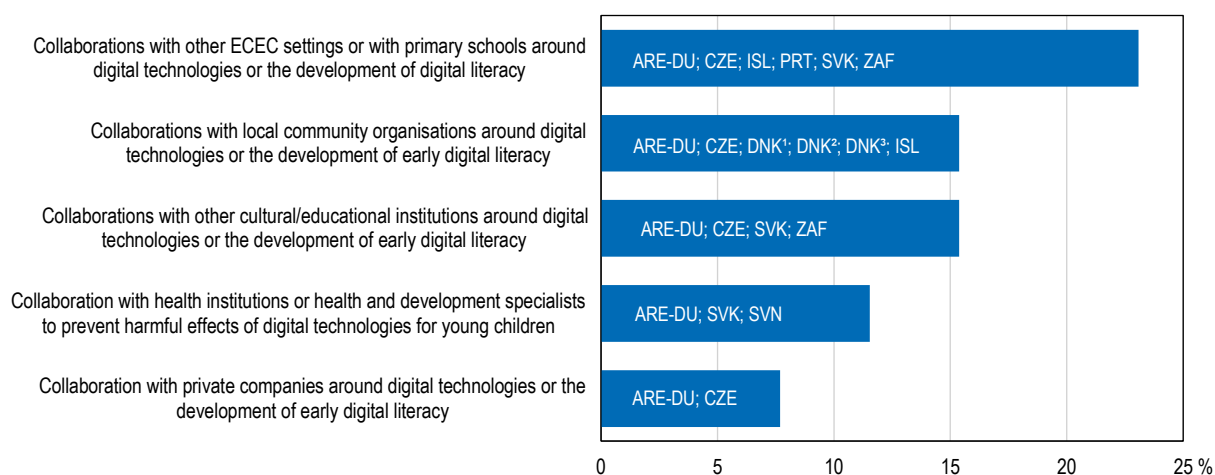 Collaborations with other ECEC settings or with primary schools around
digital technologies or the development of digital literacy
ARE-DU; CZE; ISL; PRT; SVK; ZAF
Collaborations with local community organisations around digital
technologies or the development of early digital literacy
ARE-DU; CZE; DNK¹; DNK²; DNK³; ISL
Collaborations with other cultural/educational institutions around digital
technologies or the development of early digital literacy
ARE-DU; CZE; SVK; ZAF
Collaboration with health institutions or health and development specialists
to prevent harmful effects of digital technologies for young children
ARE-DU; SVK; SVN
Collaboration with private companies around digital technologies or the
development of early digital literacy
ARE-DU; CZE
0 5 10 15 20 25 %